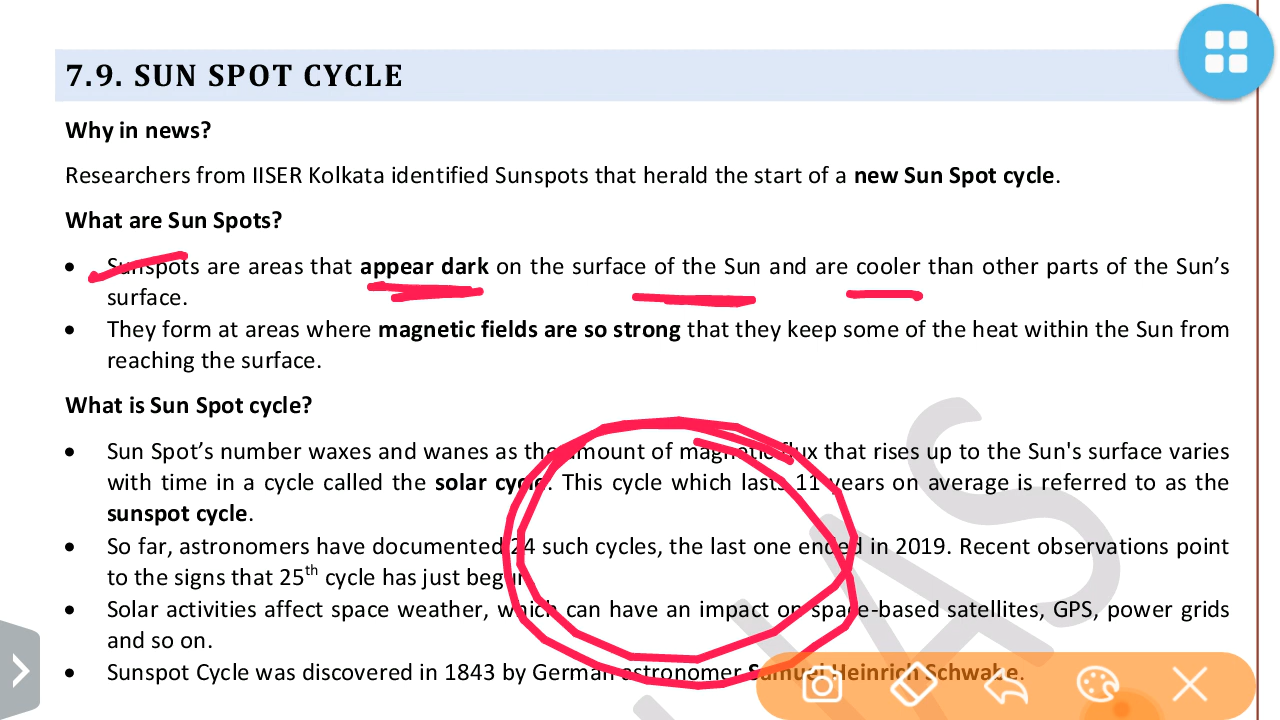 7.9. SUN SPOT CYCLE
Why in news?
Researchers from IISER Kolkata identified Sunspots that herald the start of a new Sun Spot cycle.
What are Sun Spots?
• Sunspots are areas that appear dark on the surface of the Sun and are cooler than other parts of the Sun’s
surface.
• They form at areas where magnetic fields are so strong that they keep some of the heat within the Sun from
reaching the surface.
What is Sun Spot cycle?
• Sun Spot’s number waxes and wanes as the amount of magnetic flux that rises up to the Sun's surface varies
with time in a cycle called the solar cycle. This cycle which lasts 11 years on average is referred to as the
sunspot cycle.
• So far, astronomers have documented 24 such cycles, the last one ended in 2019. Recent observations point
to the signs that 25th cycle has just begun.
• Solar activities affect space weather, which can have an impact on space-based satellites, GPS, power grids
and so on.
• Sunspot Cycle was discovered in 1843 by German astronomer Samuel Heinrich Schwabe.
IAS